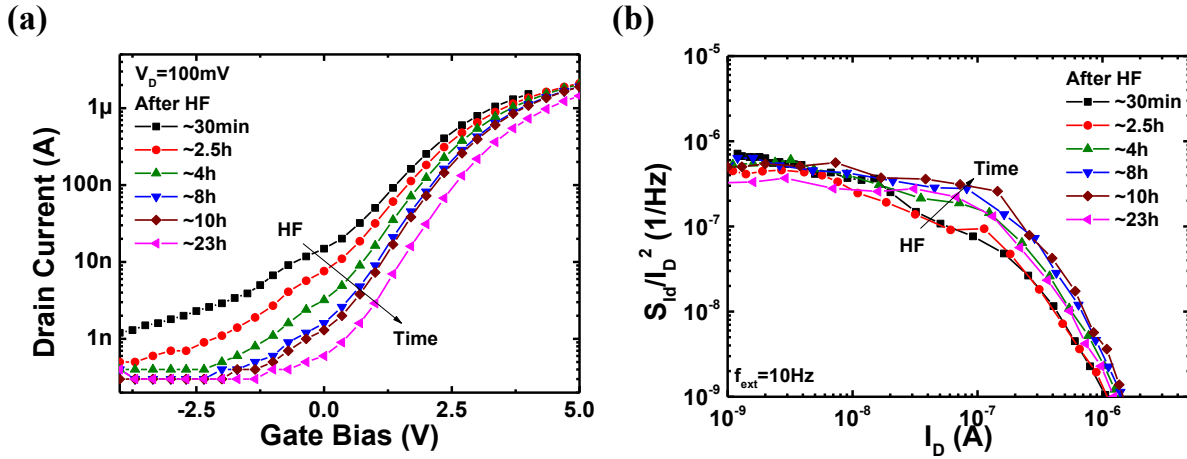 (a)
V_D=100mV
After HF
~30min
~2.5h
~4h
~8h
~10h
~23h
HF
Time
1μ
100n
10n
1n
-2.5
0.0
2.5
5.0
Drain Current (A)
Gate Bias (V)
(b)
10^-5
10^-6
10^-7
10^-8
10^-9
After HF
~30min
~2.5h
~4h
~8h
~10h
~23h
Time
HF
f_ext=10Hz
10^-9
10^-8
10^-7
10^-6
S_Id/I_D^2 (1/Hz)
I_D (A)